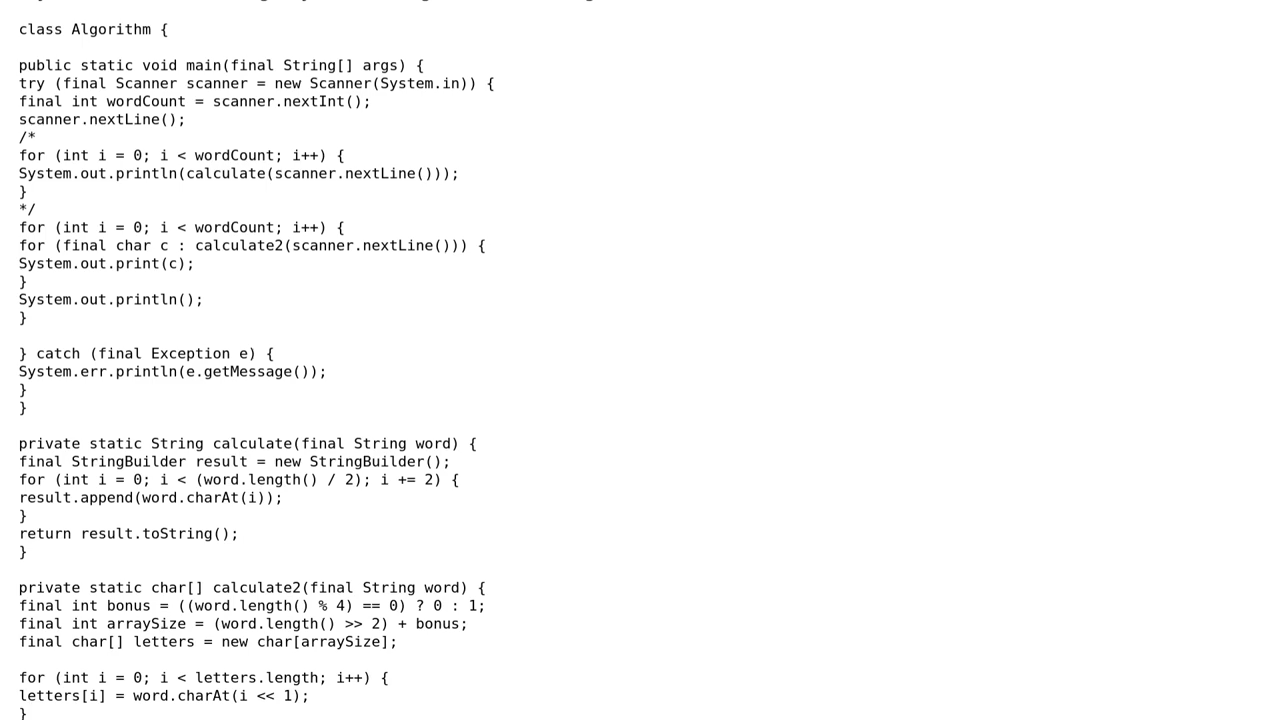 class Algorithm {
public static void main(final String[] args) {
try (final Scanner scanner = new Scanner(System.in)) {
final int wordCount = scanner.nextInt();
scanner.nextLine();
/*
for (int i = 0; i < wordCount; i++) {
System.out.println(calculate(scanner.nextLine()));
}
*/
for (int i = 0; i < wordCount; i++) {
for (final char c : calculate2(scanner.nextLine())) {
System.out.print(c);
}
System.out.println();
}
} catch (final Exception e) {
System.err.println(e.getMessage());
}
}
private static String calculate(final String word) {
final StringBuilder result = new StringBuilder();
for (int i = 0; i < (word.length() / 2); i += 2) {
result.append(word.charAt(i));
}
return result.toString();
}
private static char[] calculate2(final String word) {
final int bonus = ((word.length() % 4) == 0) ? 0 : 1;
final int arraySize = (word.length() >> 2) + bonus;
final char[] letters = new char[arraySize];
for (int i = 0; i < letters.length; i++) {
letters[i] = word.charAt(i << 1);
}